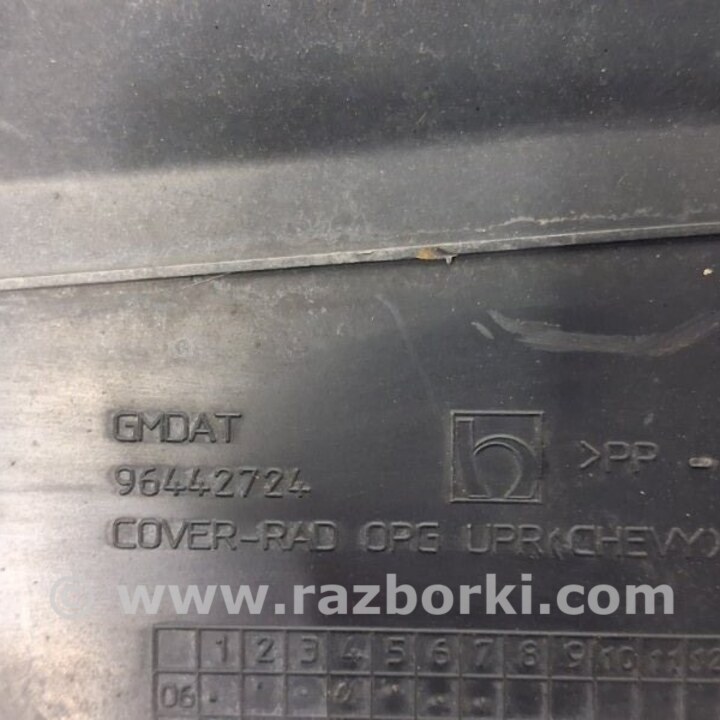 GMDAT
96442724
>PP -
COVER-RAD OPG UPR(CHEVY)
© www.razborki.com
1 2 3 4 5 6 7 8 9 10 11 12
06